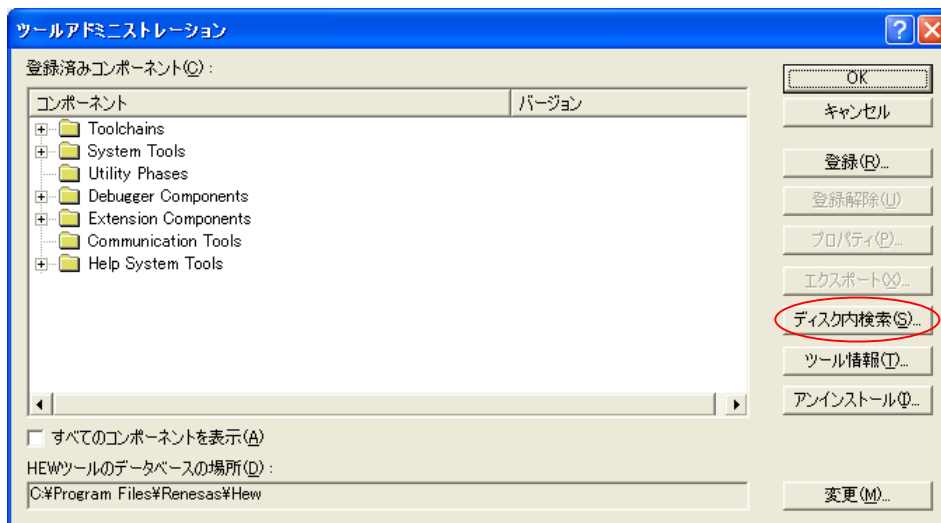 ツールアドミニストレーション
登録済みコンポーネント(C):
コンポーネント バージョン
Toolchains
System Tools
Utility Phases
Debugger Components
Extension Components
Communication Tools
Help System Tools
OK
キャンセル
登録(R)...
登録解除(U)
プロパティ(P)...
エクスポート(X)...
ディスク内検索(S)...
ツール情報(T)...
アンインストール(I)...
すべてのコンポーネントを表示(A)
HEWツールのデータベースの場所(D):
C:¥Program Files¥Renesas¥Hew
変更(M)...